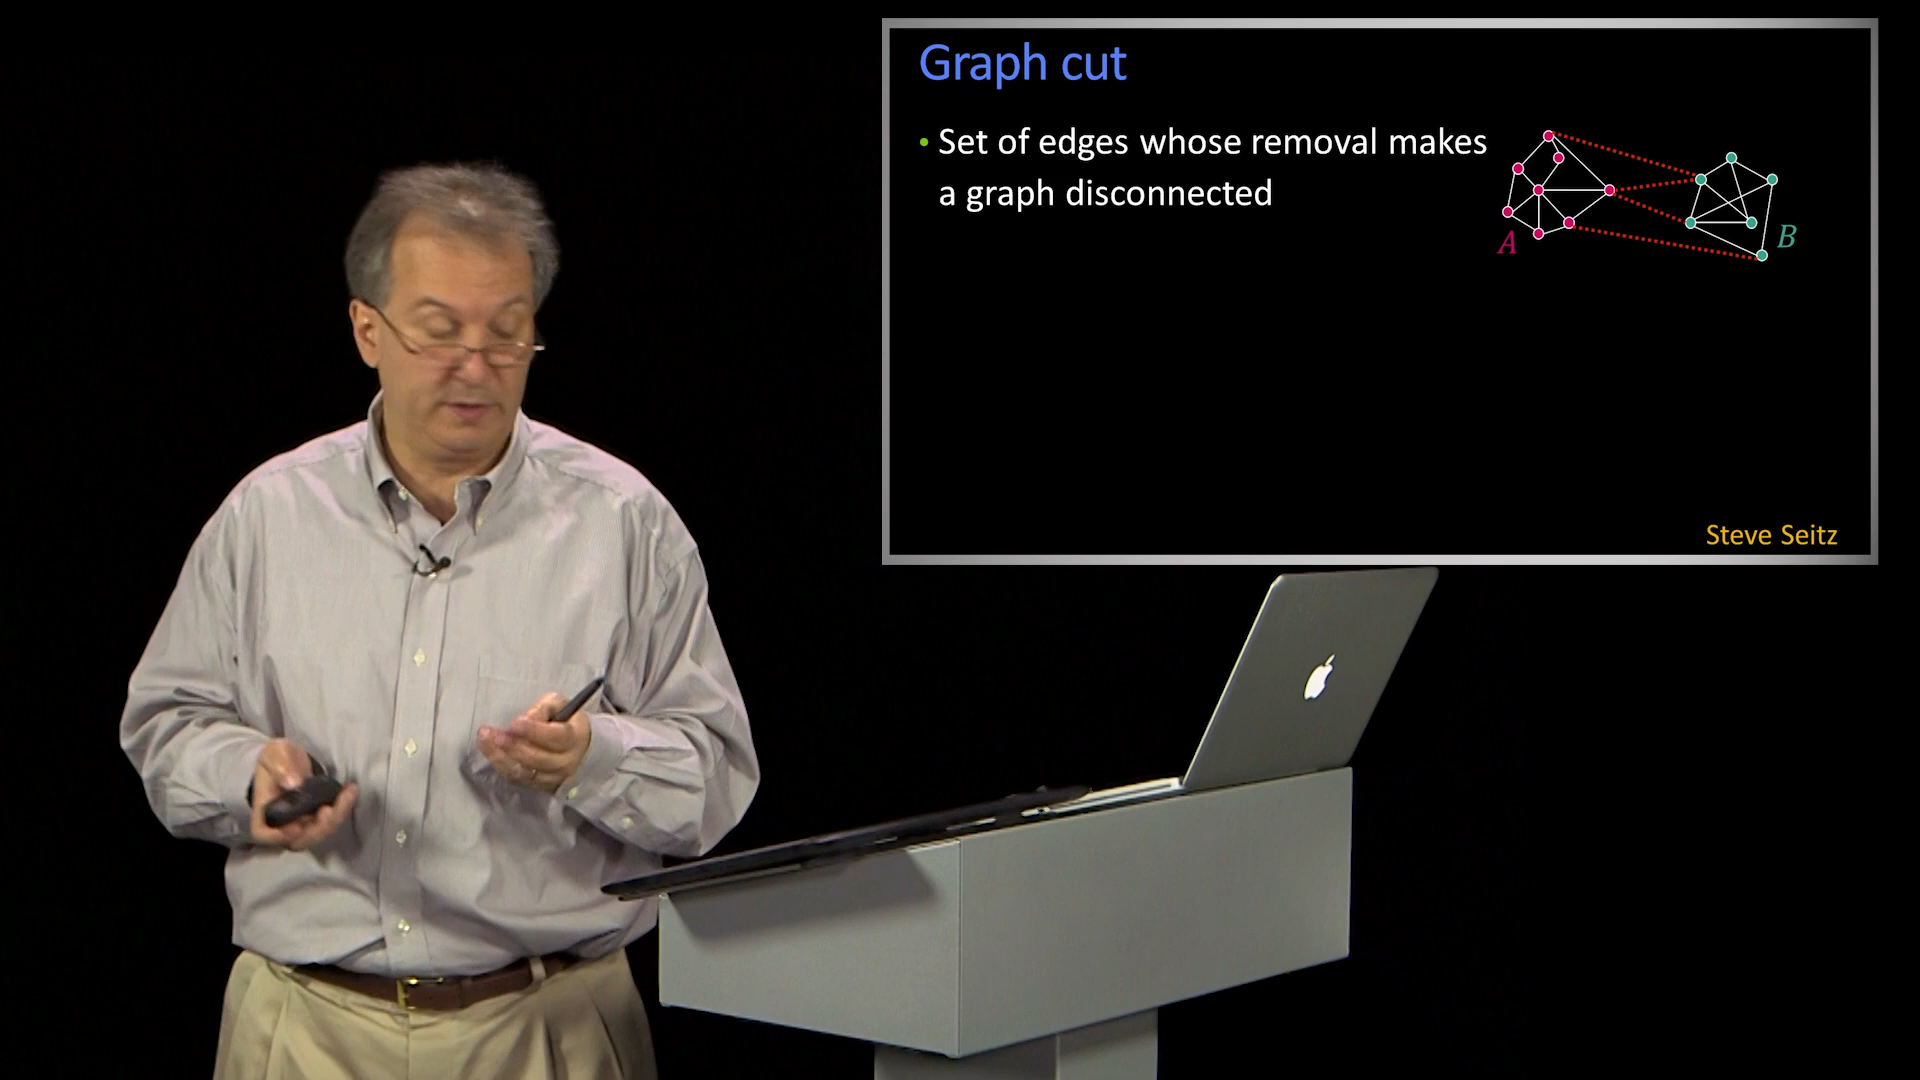 Graph cut
• Set of edges whose removal makes
a graph disconnected
A
B
Steve Seitz